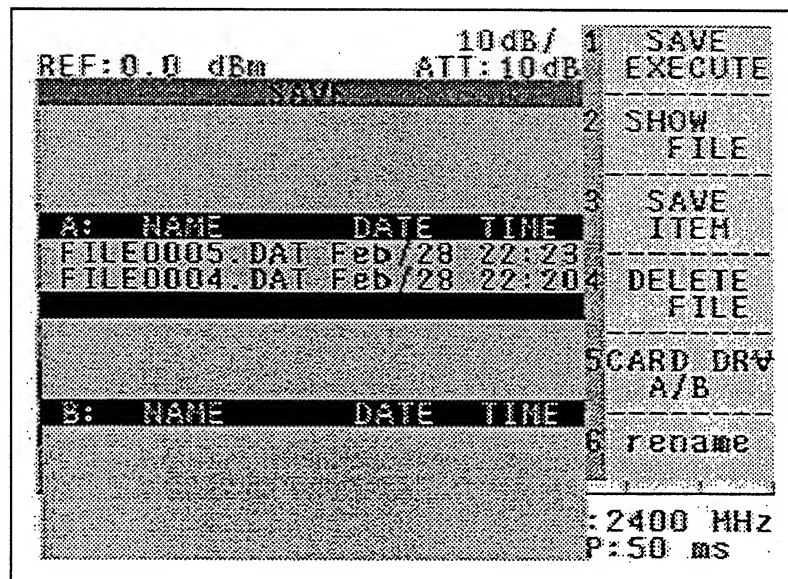 10dB/
REF:0.0 dBm ATT:10dB
SAVE
A: NAME DATE TIME
FILE0005.DAT Feb/28 22:23
FILE0004.DAT Feb/28 22:20
B: NAME DATE TIME
1 SAVE
EXECUTE
2 SHOW
FILE
3 SAVE
ITEM
4 DELETE
FILE
5 CARD DRV
A/B
6 rename
:2400 MHz
P:50 ms